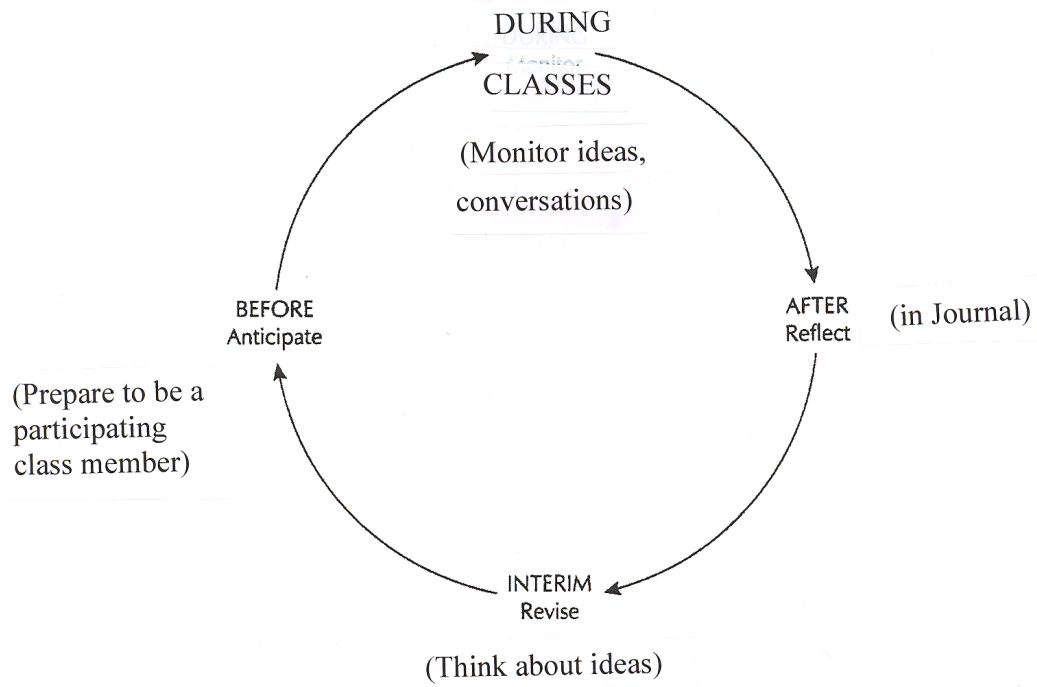 DURING
CLASSES
(Monitor ideas,
conversations)
BEFORE
Anticipate
AFTER
Reflect
(in Journal)
(Prepare to be a
participating
class member)
INTERIM
Revise
(Think about ideas)